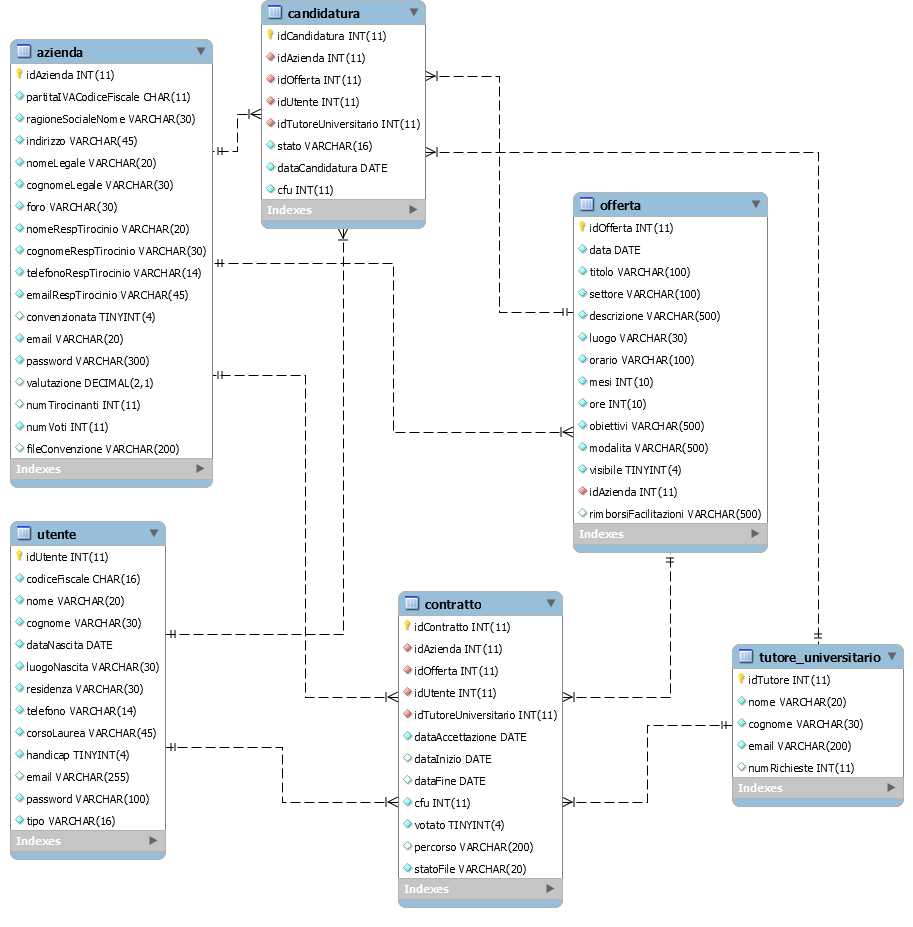 candidatura
idCandidatura INT(11)
idAzienda INT(11)
idOfferta INT(11)
idUtente INT(11)
idTutoreUniversitario INT(11)
stato VARCHAR(16)
dataCandidatura DATE
cfu INT(11)
Indexes
azienda
idAzienda INT(11)
partitaIVACodiceFiscale CHAR(11)
ragioneSocialeNome VARCHAR(30)
indirizzo VARCHAR(45)
nomeLegale VARCHAR(20)
cognomeLegale VARCHAR(30)
foro VARCHAR(30)
nomeRespTirocinio VARCHAR(20)
cognomeRespTirocinio VARCHAR(30)
telefonoRespTirocinio VARCHAR(14)
emailRespTirocinio VARCHAR(45)
convenzionata TINYINT(4)
email VARCHAR(20)
password VARCHAR(300)
valutazione DECIMAL(2,1)
numTirocinanti INT(11)
numVoti INT(11)
fileConvenzione VARCHAR(200)
Indexes
offerta
idOfferta INT(11)
data DATE
titolo VARCHAR(100)
settore VARCHAR(100)
descrizione VARCHAR(500)
luogo VARCHAR(30)
orario VARCHAR(100)
mesi INT(10)
ore INT(10)
obiettivi VARCHAR(500)
modalita VARCHAR(500)
visibile TINYINT(4)
idAzienda INT(11)
rimborsiFacilitazioni VARCHAR(500)
Indexes
utente
idUtente INT(11)
codiceFiscale CHAR(16)
nome VARCHAR(20)
cognome VARCHAR(30)
dataNascita DATE
luogoNascita VARCHAR(30)
residenza VARCHAR(30)
telefono VARCHAR(14)
corsoLaurea VARCHAR(45)
handicap TINYINT(4)
email VARCHAR(255)
password VARCHAR(100)
tipo VARCHAR(16)
Indexes
contratto
idContratto INT(11)
idAzienda INT(11)
idOfferta INT(11)
idUtente INT(11)
idTutoreUniversitario INT(11)
dataAccettazione DATE
dataInizio DATE
dataFine DATE
cfu INT(11)
votato TINYINT(4)
percorso VARCHAR(200)
statoFile VARCHAR(20)
Indexes
tutore_universitario
idTutore INT(11)
nome VARCHAR(20)
cognome VARCHAR(30)
email VARCHAR(200)
numRichieste INT(11)
Indexes